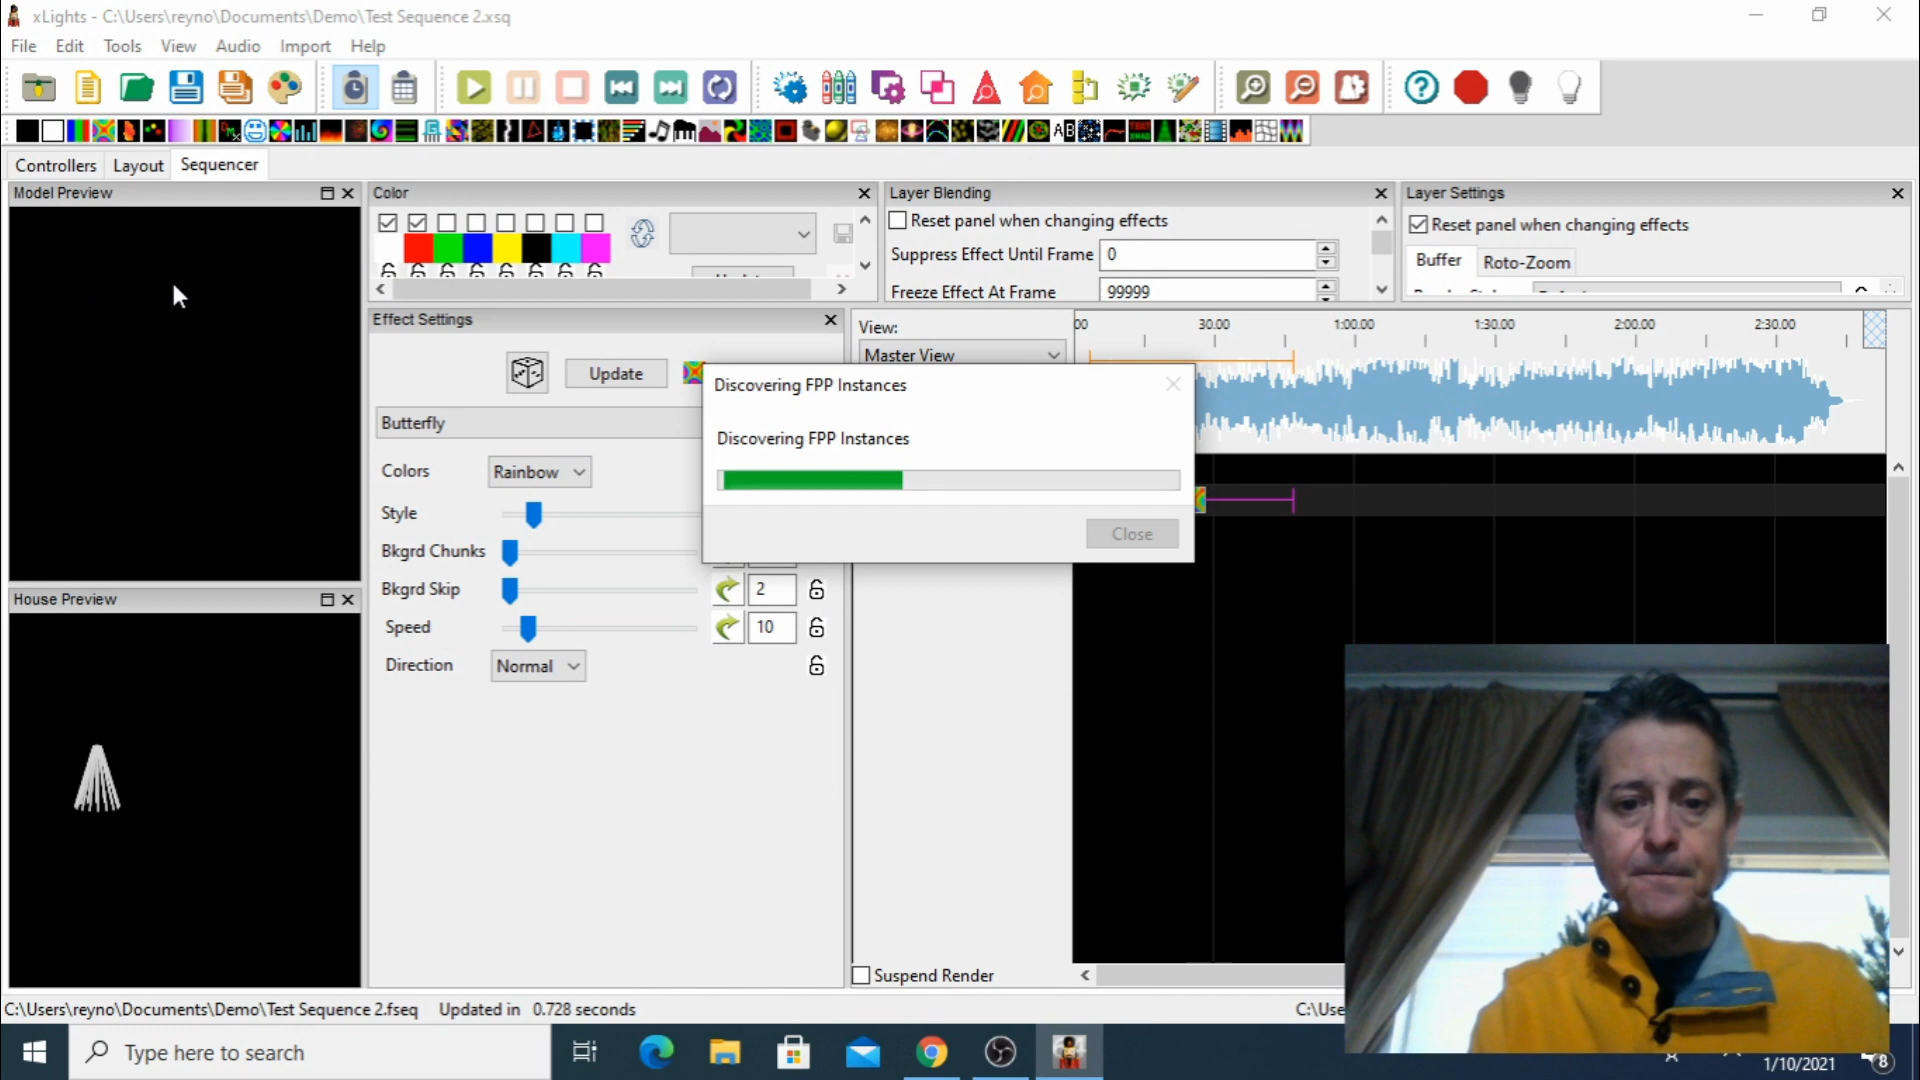 xLights - C:\Users\reyno\Documents\Demo\Test Sequence 2.xsq
File Edit Tools View Audio Import Help
Controllers Layout Sequencer
Model Preview
Color
Layer Blending
Layer Settings
Reset panel when changing effects
Reset panel when changing effects
Suppress Effect Until Frame 0
Buffer Roto-Zoom
Freeze Effect At Frame 99999
Effect Settings
View:
Master View
30.00 1:00.00 1:30.00 2:00.00 2:30.00
Update
Discovering FPP Instances
Discovering FPP Instances
Close
Butterfly
Colors Rainbow
Style
Bkgrd Chunks
Bkgrd Skip 2
Speed 10
Direction Normal
House Preview
Suspend Render
C:\Users\reyno\Documents\Demo\Test Sequence 2.fseq Updated in 0.728 seconds
C:\Use
Type here to search
1/10/2021
8